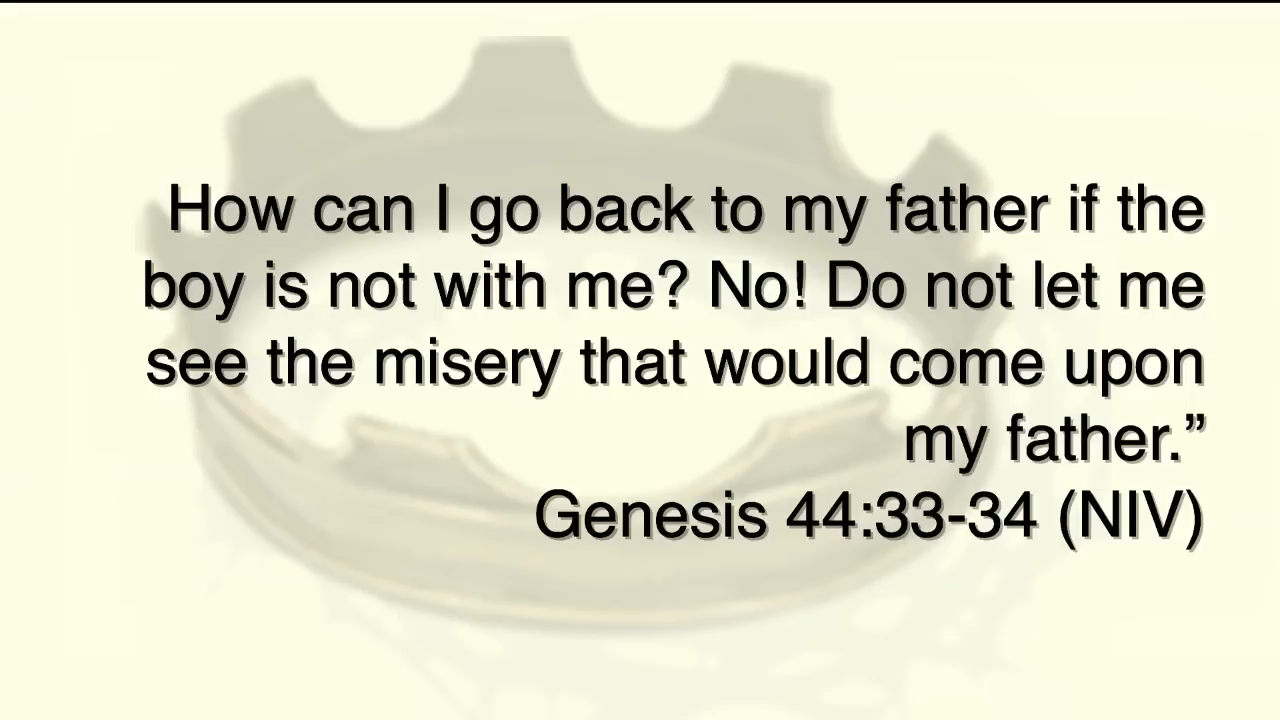 How can I go back to my father if the
boy is not with me? No! Do not let me
see the misery that would come upon
my father.”
Genesis 44:33-34 (NIV)